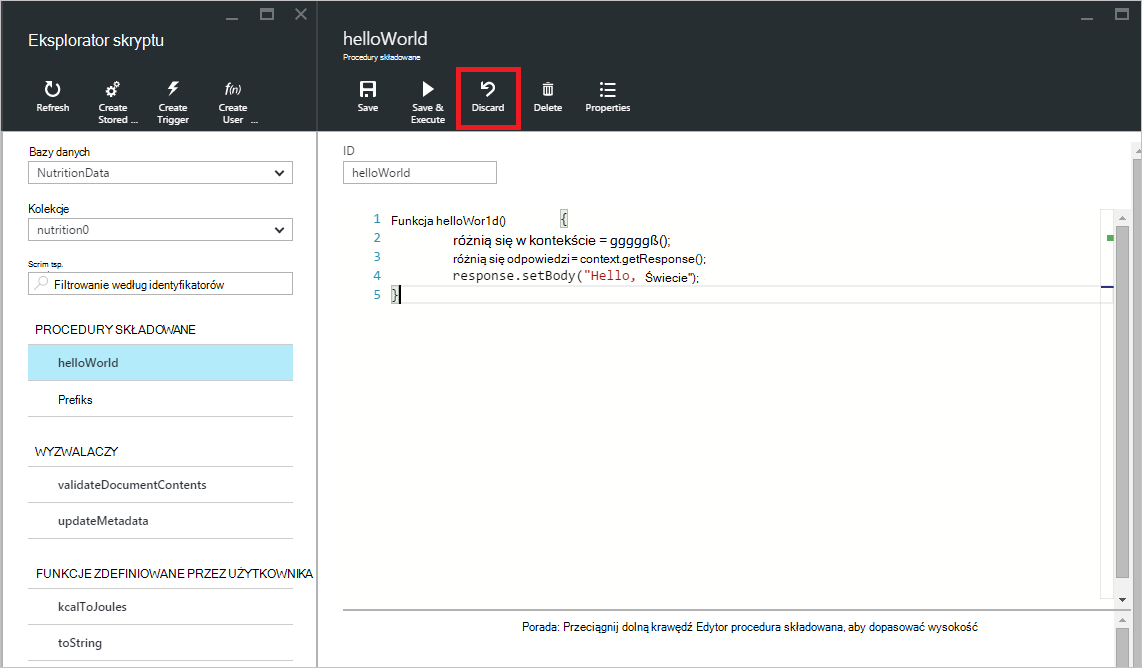 Eksplorator skryptu
Refresh
Create Stored ...
Create Trigger
f(n)
Create User ...
Bazy danych
NutritionData
Kolekcje
nutrition0
Scrim tsp.
Filtrowanie według identyfikatorów
PROCEDURY SKŁADOWANE
helloWorld
Prefiks
WYZWALACZY
validateDocumentContents
updateMetadata
FUNKCJE ZDEFINIOWANE PRZEZ UŻYTKOWNIKA
kcalToJoules
toString
helloWorld
Procedury składowane
Save
Save & Execute
Discard
Delete
Properties
ID
helloWorld
1 Funkcja helloWor1d() {
2 różnią się w kontekście = gggggß();
3 różnią się odpowiedzi = context.getResponse();
4 response.setBody("Hello, Świecie");
5 }
Porada: Przeciągnij dolną krawędź Edytor procedura składowana, aby dopasować wysokość